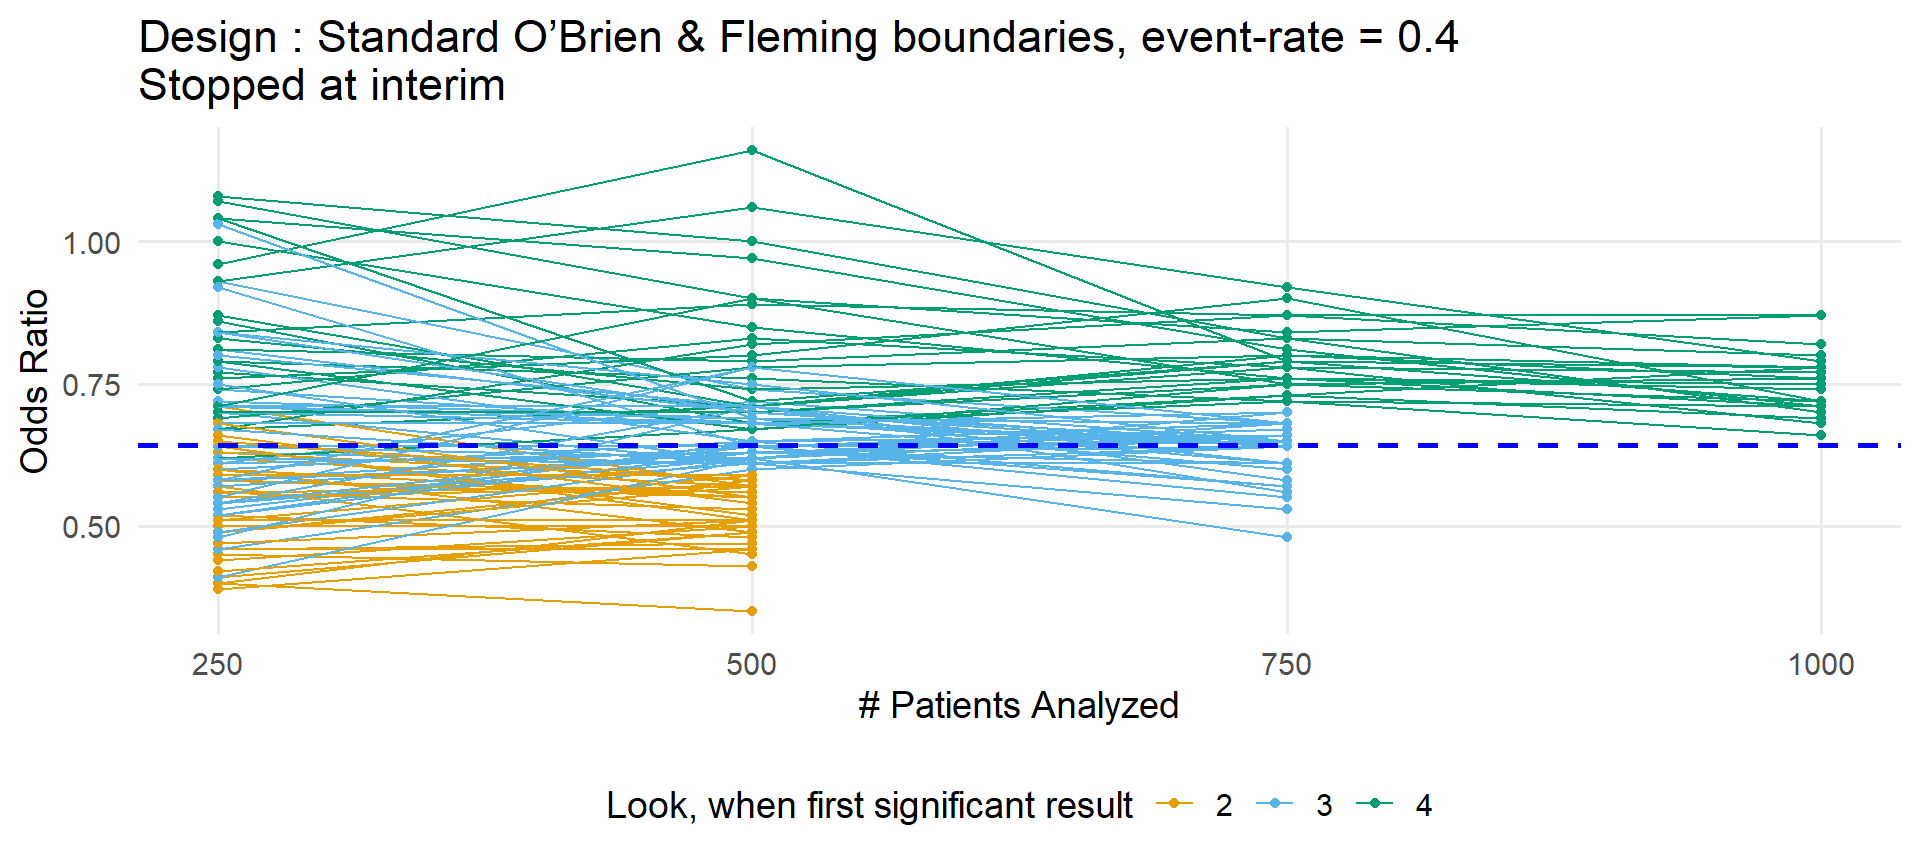 Design : Standard O’Brien & Fleming boundaries, event-rate = 0.4
Stopped at interim
Odds Ratio
1.00
0.75
0.50
250 500 750 1000
# Patients Analyzed
Look, when first significant result 2 3 4